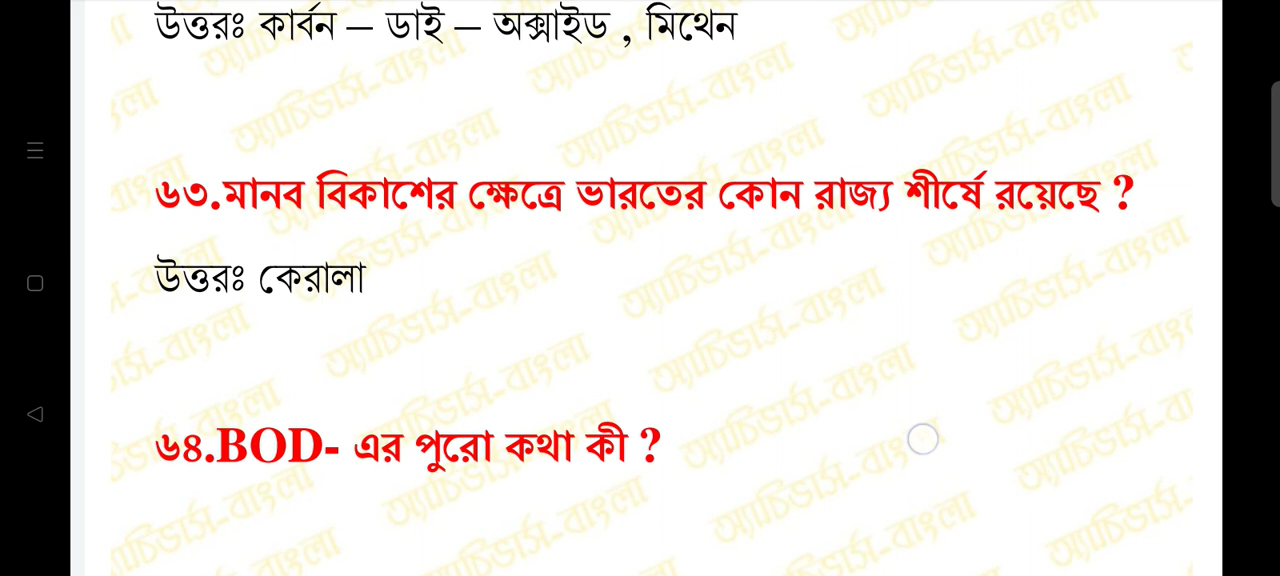 উত্তরঃ কার্বন – ডাই – অক্সাইড , মিথেন
৬৩.মানব বিকাশের ক্ষেত্রে ভারতের কোন রাজ্য শীর্ষে রয়েছে ?
উত্তরঃ কেরালা
৬৪.BOD- এর পুরো কথা কী ?
অ্যাচিভার্স-বাংলা